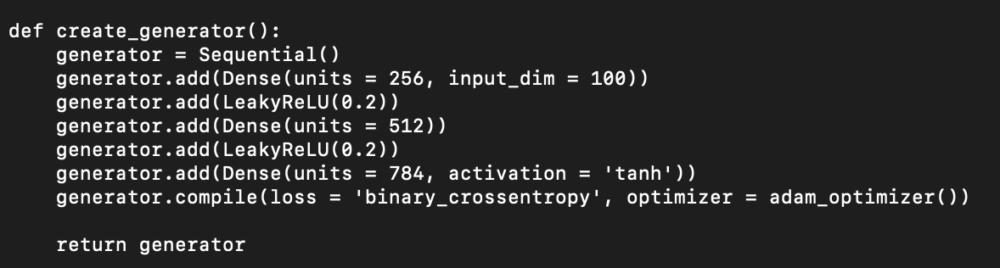 def create_generator():
    generator = Sequential()
    generator.add(Dense(units = 256, input_dim = 100))
    generator.add(LeakyReLU(0.2))
    generator.add(Dense(units = 512))
    generator.add(LeakyReLU(0.2))
    generator.add(Dense(units = 784, activation = 'tanh'))
    generator.compile(loss = 'binary_crossentropy', optimizer = adam_optimizer())

    return generator